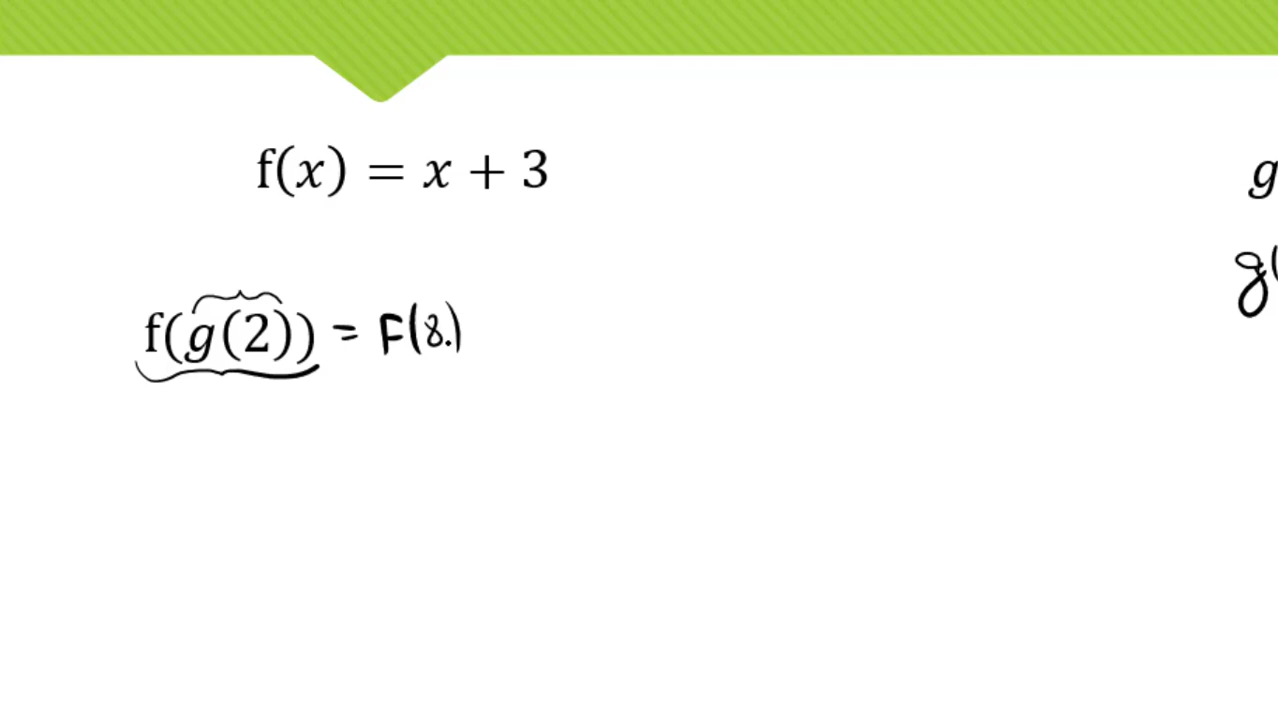 f(x) = x + 3
g
g(
f(g(2)) = F(8.)